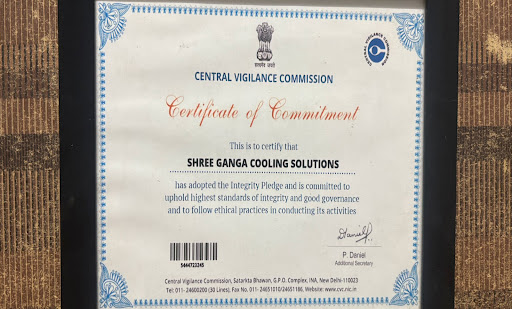 सत्यमेव जयते
CENTRAL VIGILANCE COMMISSION
Certificate of Commitment
This is to certify that
SHREE GANGA COOLING SOLUTIONS
has adopted the Integrity Pledge and is committed to
uphold highest standards of integrity and good governance
and to follow ethical practices in conducting its activities
P. Daniel
Additional Secretary
5444723245
Central Vigilance Commission, Satarkta Bhawan, G.P.O. Complex, INA, New Delhi-110023
Tel: 011- 24600200 (30 Lines), Fax No. 011- 24651010/24651186, Website: www.cvc.nic.in